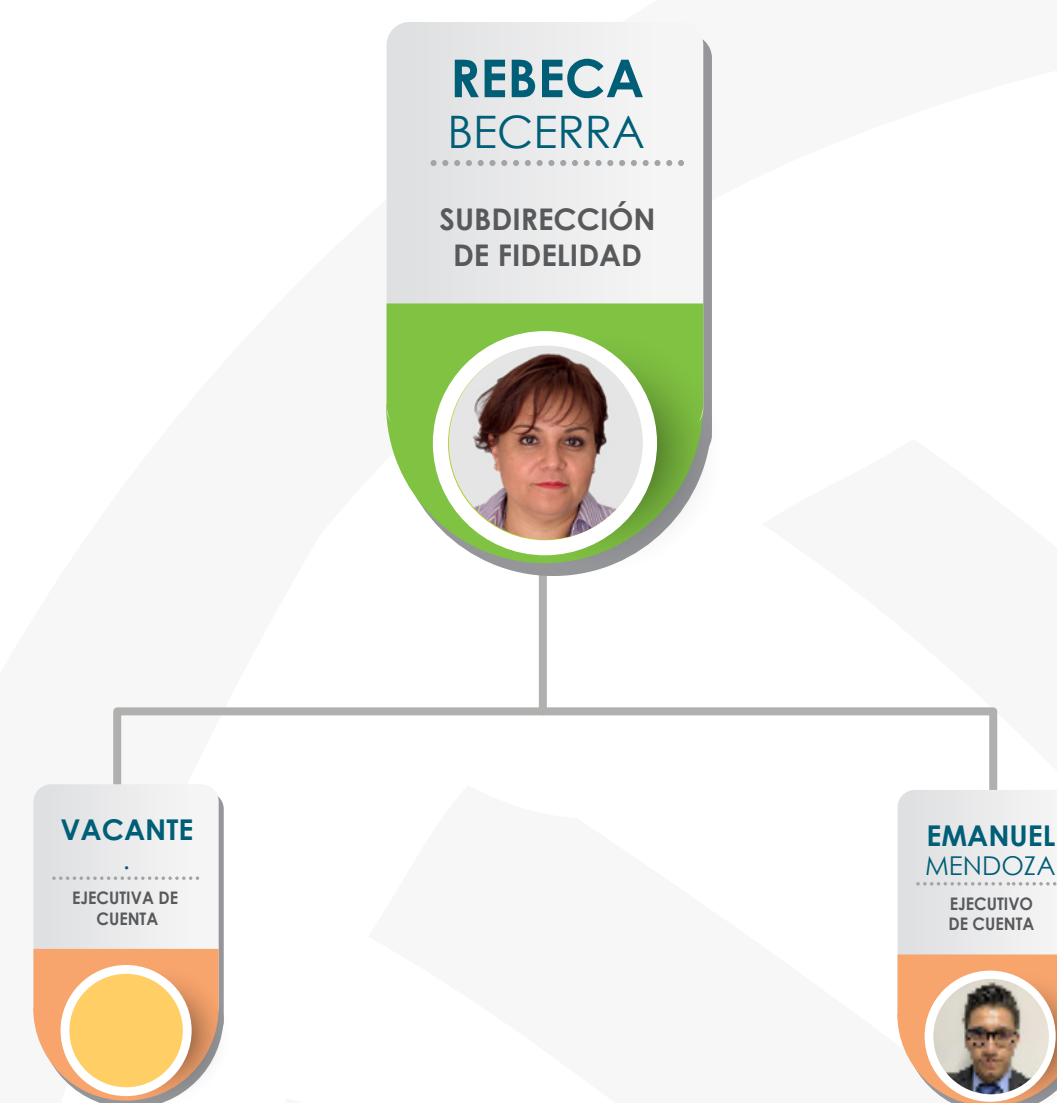 REBECA
BECERRA
SUBDIRECCIÓN
DE FIDELIDAD
VACANTE
.
EJECUTIVA DE
CUENTA
EMANUEL
MENDOZA
EJECUTIVO
DE CUENTA